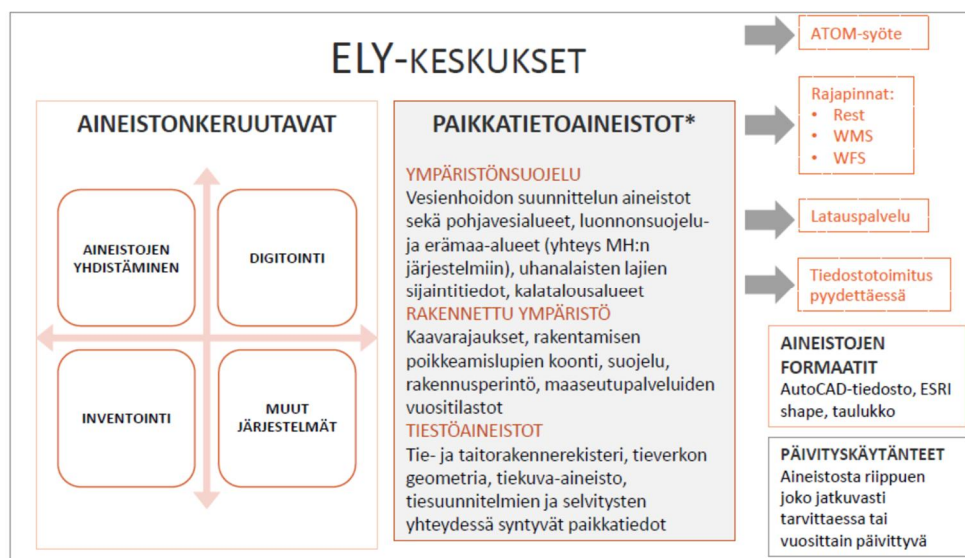 ELY-KESKUKSET
AINEISTONKERUUTAVAT
AINEISTOJEN
YHDISTÄMINEN
DIGITOINTI
INVENTOINTI
MUUT
JÄRJESTELMÄT
PAIKKATIETOAINEISTOT*
YMPÄRISTÖNSUOJELU
Vesienhoidon suunnittelun aineistot
sekä pohjavesialueet, luonnonsuojelu-
ja erämaa-alueet (yhteys MH:n
järjestelmiin), uhanalaisten lajien
sijaintitiedot, kalatalousalueet
RAKENNETTU YMPÄRISTÖ
Kaavarajaukset, rakentamisen
poikkeamislupien koonti, suojelu,
rakennusperintö, maaseutupalveluiden
vuositilastot
TIESTÖAINEISTOT
Tie- ja taitorakennerekisteri, tieverkon
geometria, tiekuva-aineisto,
tiesuunnitelmien ja selvitysten
yhteydessä syntyvät paikkatiedot
ATOM-syöte
Rajapinnat:
• Rest
• WMS
• WFS
Latauspalvelu
Tiedostotoimitus
pyydettäessä
AINEISTOJEN
FORMAATIT
AutoCAD-tiedosto, ESRI
shape, taulukko
PÄIVITYSKÄYTÄNTEET
Aineistosta riippuen
joko jatkuvasti
tarvittaessa tai
vuosittain päivittyvä